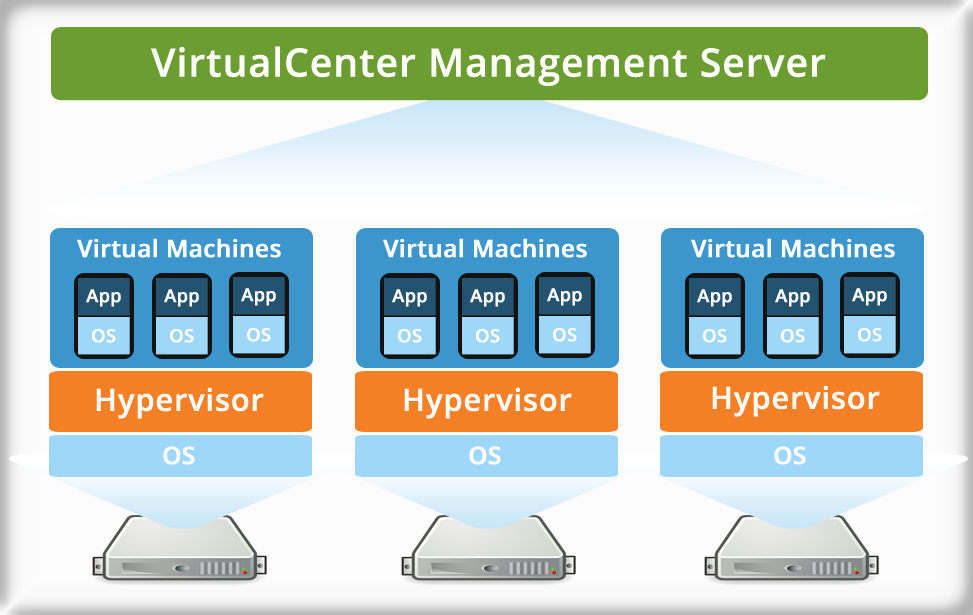 VirtualCenter Management Server
Virtual Machines
App App App
OS OS OS
Hypervisor
OS
Virtual Machines
App App App
OS OS OS
Hypervisor
OS
Virtual Machines
App App App
OS OS OS
Hypervisor
OS